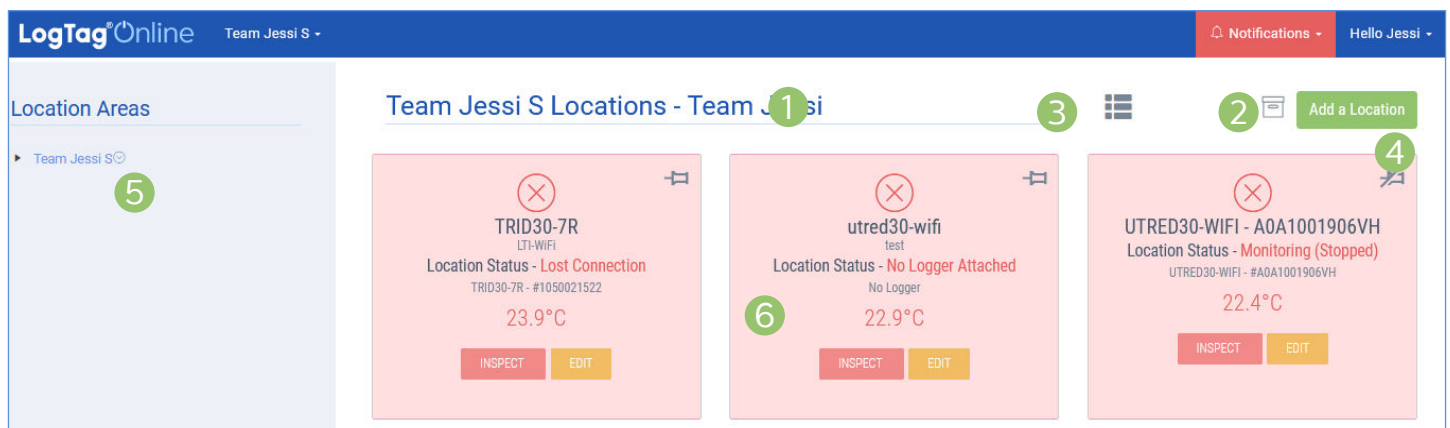 LogTag®Online Team Jessi S Notifications Hello Jessi
Location Areas
Team Jessi S
5
Team Jessi S Locations - Team Jessi
1
3
2
Add a Location
4
TRID30-7R
LTI-WiFi
Location Status - Lost Connection
TRID30-7R - #1050021522
23.9°C
INSPECT EDIT
utred30-wifi
test
Location Status - No Logger Attached
No Logger
6
22.9°C
INSPECT EDIT
UTRED30-WIFI - A0A1001906VH
Location Status - Monitoring (Stopped)
UTRED30-WIFI - #A0A1001906VH
22.4°C
INSPECT EDIT